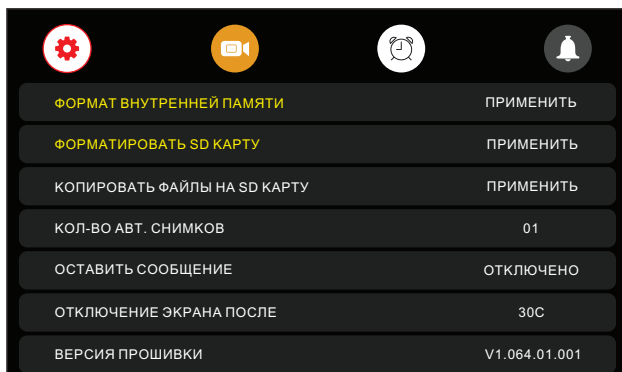 ФОРМАТ ВНУТРЕННЕЙ ПАМЯТИ ПРИМЕНИТЬ
ФОРМАТИРОВАТЬ SD КАРТУ ПРИМЕНИТЬ
КОПИРОВАТЬ ФАЙЛЫ НА SD КАРТУ ПРИМЕНИТЬ
КОЛ-ВО АВТ. СНИМКОВ 01
ОСТАВИТЬ СООБЩЕНИЕ ОТКЛЮЧЕНО
ОТКЛЮЧЕНИЕ ЭКРАНА ПОСЛЕ 30С
ВЕРСИЯ ПРОШИВКИ V1.064.01.001